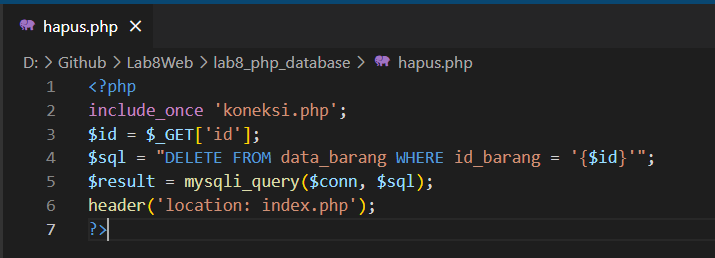 hapus.php ×
D: > Github > Lab8Web > lab8_php_database > hapus.php
1 <?php
2 include_once 'koneksi.php';
3 $id = $_GET['id'];
4 $sql = "DELETE FROM data_barang WHERE id_barang = '{$id}'";
5 $result = mysqli_query($conn, $sql);
6 header('location: index.php');
7 ?>